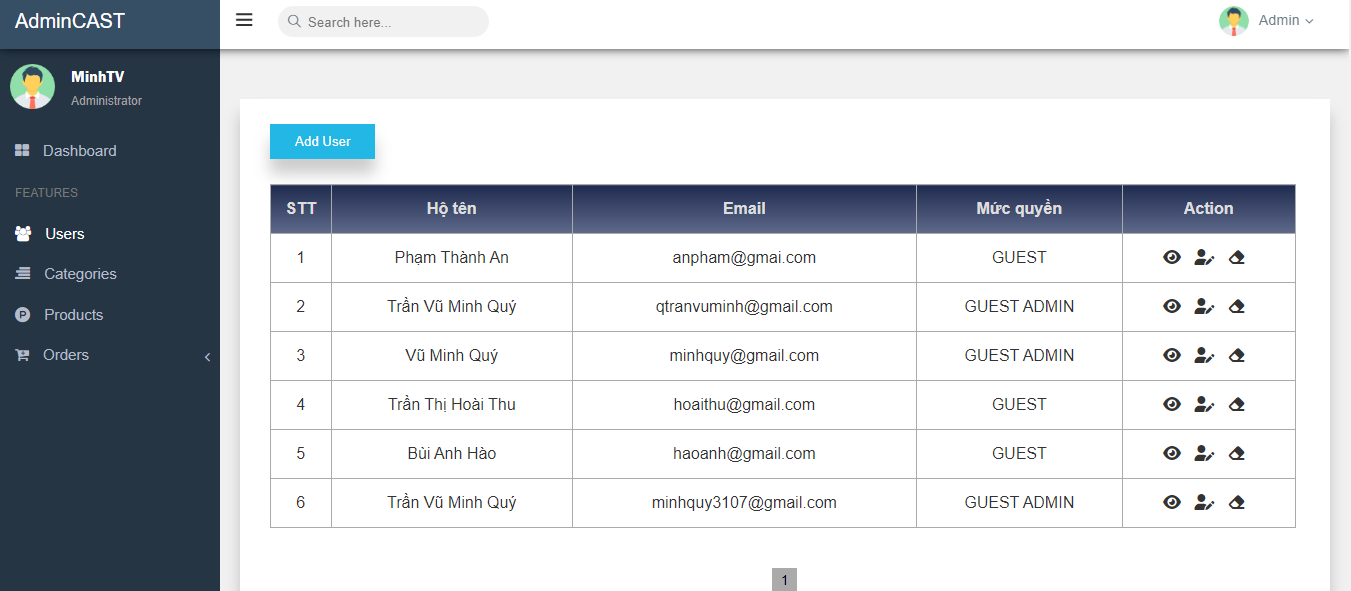 AdminCAST
Search here...
Admin
MinhTV
Administrator
Dashboard
FEATURES
Users
Categories
Products
Orders
Add User
STT Hộ tên Email Mức quyền Action
1 Phạm Thành An anpham@gmai.com GUEST
2 Trần Vũ Minh Quý qtranvuminh@gmail.com GUEST ADMIN
3 Vũ Minh Quý minhquy@gmail.com GUEST ADMIN
4 Trần Thị Hoài Thu hoaithu@gmail.com GUEST
5 Bùi Anh Hào haoanh@gmail.com GUEST
6 Trần Vũ Minh Quý minhquy3107@gmail.com GUEST ADMIN
1